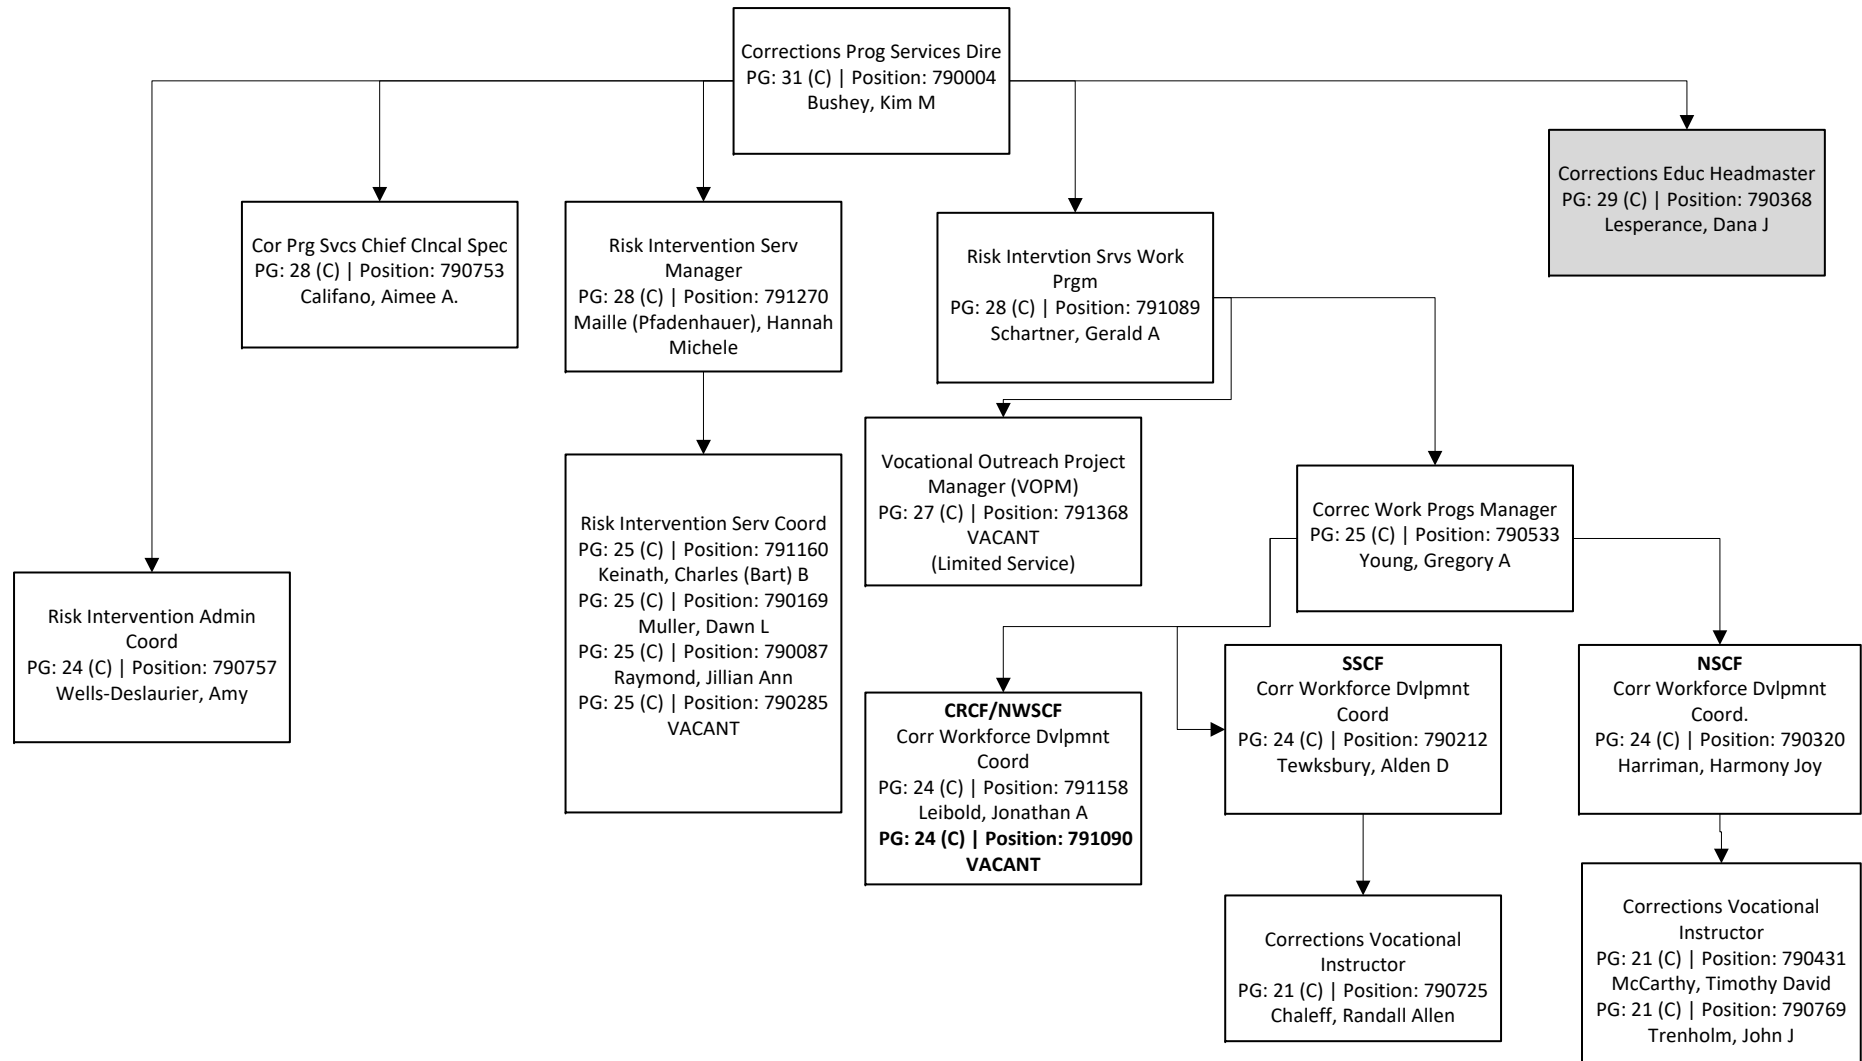 Corrections Prog Services Dire
PG: 31 (C) | Position: 790004
Bushey, Kim M
Corrections Educ Headmaster
PG: 29 (C) | Position: 790368
Lesperance, Dana J
Cor Prg Svcs Chief Clncal Spec
PG: 28 (C) | Position: 790753
Califano, Aimee A.
Risk Intervention Serv
Manager
PG: 28 (C) | Position: 791270
Maille (Pfadenhauer), Hannah
Michele
Risk Intervtion Srvs Work
Prgm
PG: 28 (C) | Position: 791089
Schartner, Gerald A
Vocational Outreach Project
Manager (VOPM)
PG: 27 (C) | Position: 791368
VACANT
(Limited Service)
Correc Work Progs Manager
PG: 25 (C) | Position: 790533
Young, Gregory A
Risk Intervention Serv Coord
PG: 25 (C) | Position: 791160
Keinath, Charles (Bart) B
PG: 25 (C) | Position: 790169
Muller, Dawn L
PG: 25 (C) | Position: 790087
Raymond, Jillian Ann
PG: 25 (C) | Position: 790285
VACANT
Risk Intervention Admin
Coord
PG: 24 (C) | Position: 790757
Wells-Deslaurier, Amy
CRCF/NWSCF
Corr Workforce Dvlpmnt
Coord
PG: 24 (C) | Position: 791158
Leibold, Jonathan A
PG: 24 (C) | Position: 791090
VACANT
SSCF
Corr Workforce Dvlpmnt
Coord
PG: 24 (C) | Position: 790212
Tewksbury, Alden D
NSCF
Corr Workforce Dvlpmnt
Coord.
PG: 24 (C) | Position: 790320
Harriman, Harmony Joy
Corrections Vocational
Instructor
PG: 21 (C) | Position: 790725
Chaleff, Randall Allen
Corrections Vocational
Instructor
PG: 21 (C) | Position: 790431
McCarthy, Timothy David
PG: 21 (C) | Position: 790769
Trenholm, John J